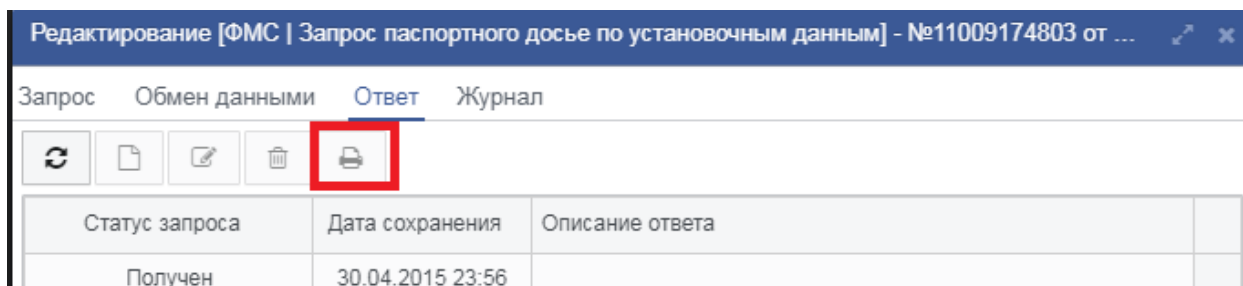 Редактирование [ФМС | Запрос паспортного досье по установочным данным] - №11009174803 от ...
Запрос Обмен данными Ответ Журнал
Статус запроса Дата сохранения Описание ответа
Получен 30.04.2015 23:56